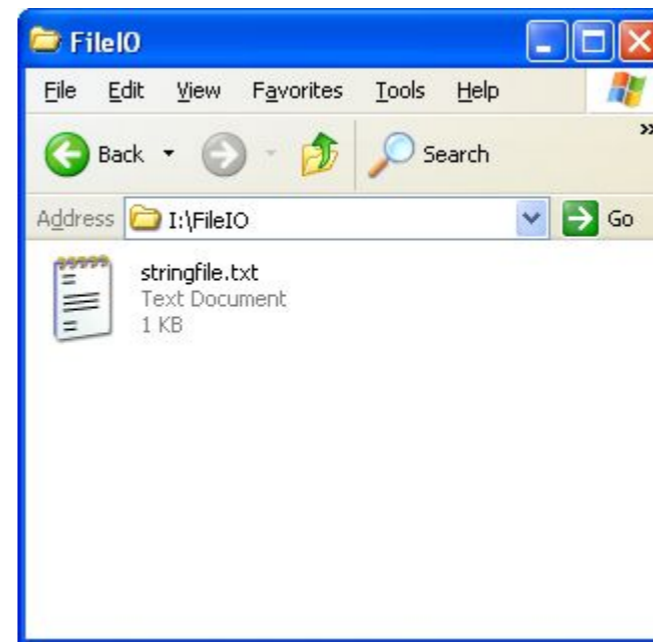 FileIO
File Edit View Favorites Tools Help
Back Search »
Address I:\FileIO Go
stringfile.txt
Text Document
1 KB